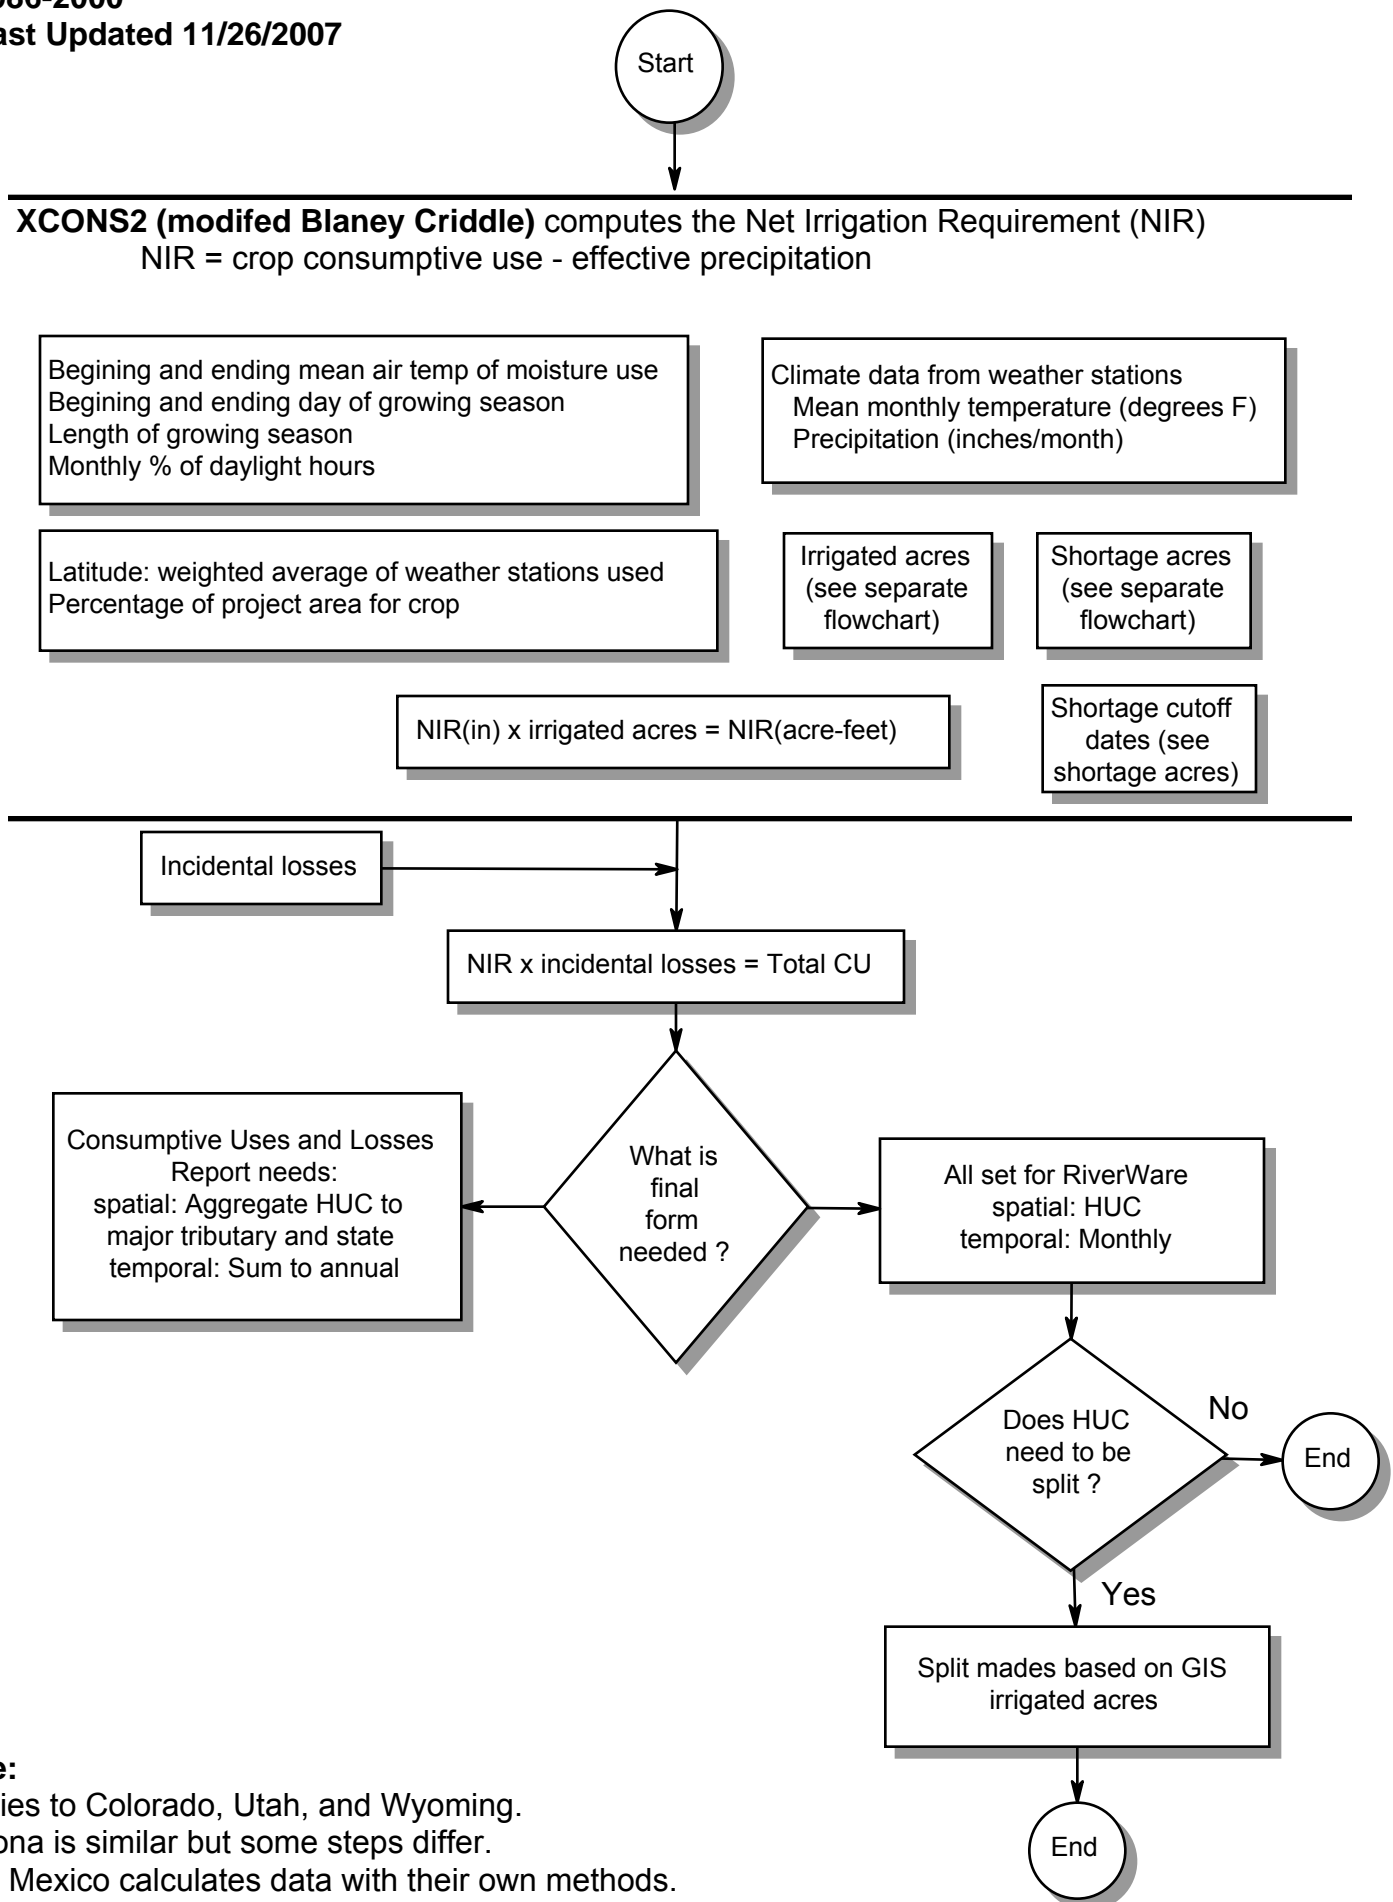 986-2000
ast Updated 11/26/2007
Start
XCONS2 (modifed Blaney Criddle) computes the Net Irrigation Requirement (NIR)
NIR = crop consumptive use - effective precipitation
Begining and ending mean air temp of moisture use
Begining and ending day of growing season
Length of growing season
Monthly % of daylight hours
Climate data from weather stations
Mean monthly temperature (degrees F)
Precipitation (inches/month)
Latitude: weighted average of weather stations used
Percentage of project area for crop
Irrigated acres
(see separate
flowchart)
Shortage acres
(see separate
flowchart)
NIR(in) x irrigated acres = NIR(acre-feet)
Shortage cutoff
dates (see
shortage acres)
Incidental losses
NIR x incidental losses = Total CU
What is
final
form
needed ?
Consumptive Uses and Losses
Report needs:
spatial: Aggregate HUC to
major tributary and state
temporal: Sum to annual
All set for RiverWare
spatial: HUC
temporal: Monthly
Does HUC
need to be
split ?
No
End
Yes
Split mades based on GIS
irrigated acres
End
e:
ies to Colorado, Utah, and Wyoming.
ona is similar but some steps differ.
Mexico calculates data with their own methods.